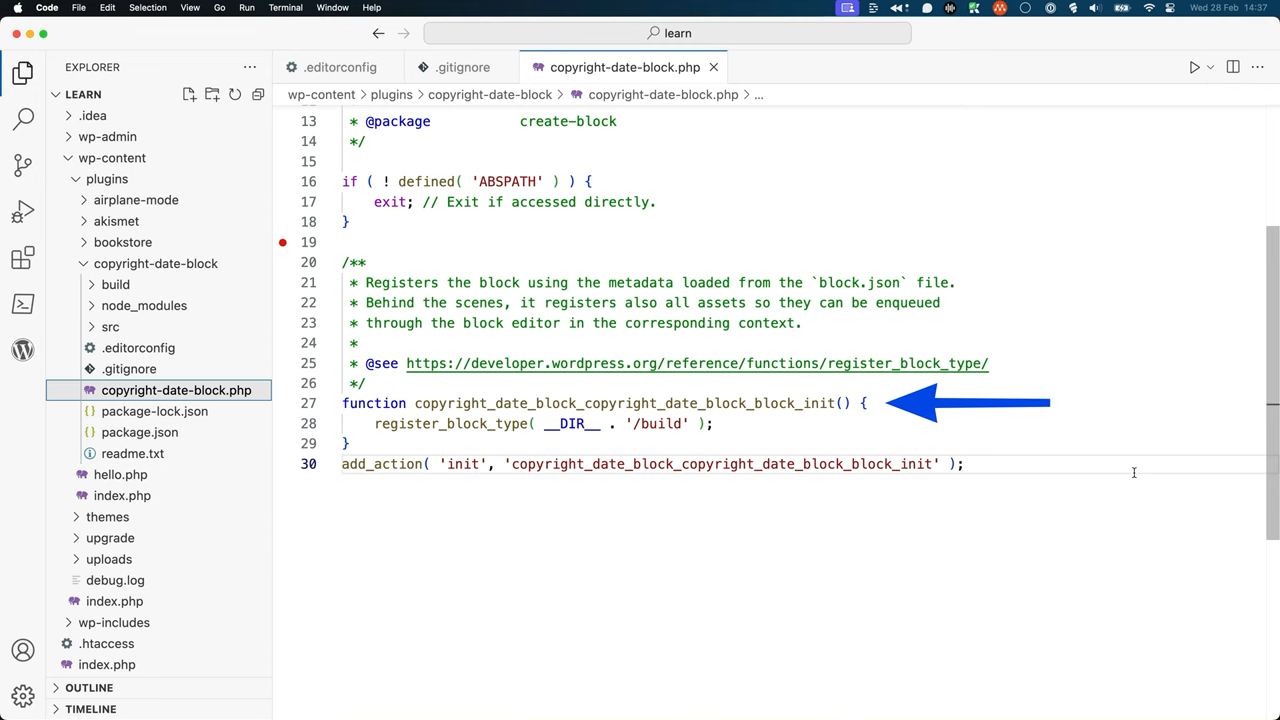 Code File Edit Selection View Go Run Terminal Window Help Wed 28 Feb 14:37
learn
EXPLORER
.editorconfig .gitignore copyright-date-block.php
LEARN
wp-content > plugins > copyright-date-block > copyright-date-block.php > ...
.idea
wp-admin
wp-content
plugins
airplane-mode
akismet
bookstore
copyright-date-block
build
node_modules
src
.editorconfig
.gitignore
copyright-date-block.php
package-lock.json
package.json
readme.txt
hello.php
index.php
themes
upgrade
uploads
debug.log
index.php
wp-includes
.htaccess
index.php
OUTLINE
TIMELINE
13 * @package create-block
14 */
15
16 if ( ! defined( 'ABSPATH' ) ) {
17 exit; // Exit if accessed directly.
18 }
19
20 /**
21 * Registers the block using the metadata loaded from the `block.json` file.
22 * Behind the scenes, it registers also all assets so they can be enqueued
23 * through the block editor in the corresponding context.
24 *
25 * @see https://developer.wordpress.org/reference/functions/register_block_type/
26 */
27 function copyright_date_block_copyright_date_block_block_init() {
28 register_block_type( __DIR__ . '/build' );
29 }
30 add_action( 'init', 'copyright_date_block_copyright_date_block_block_init' );